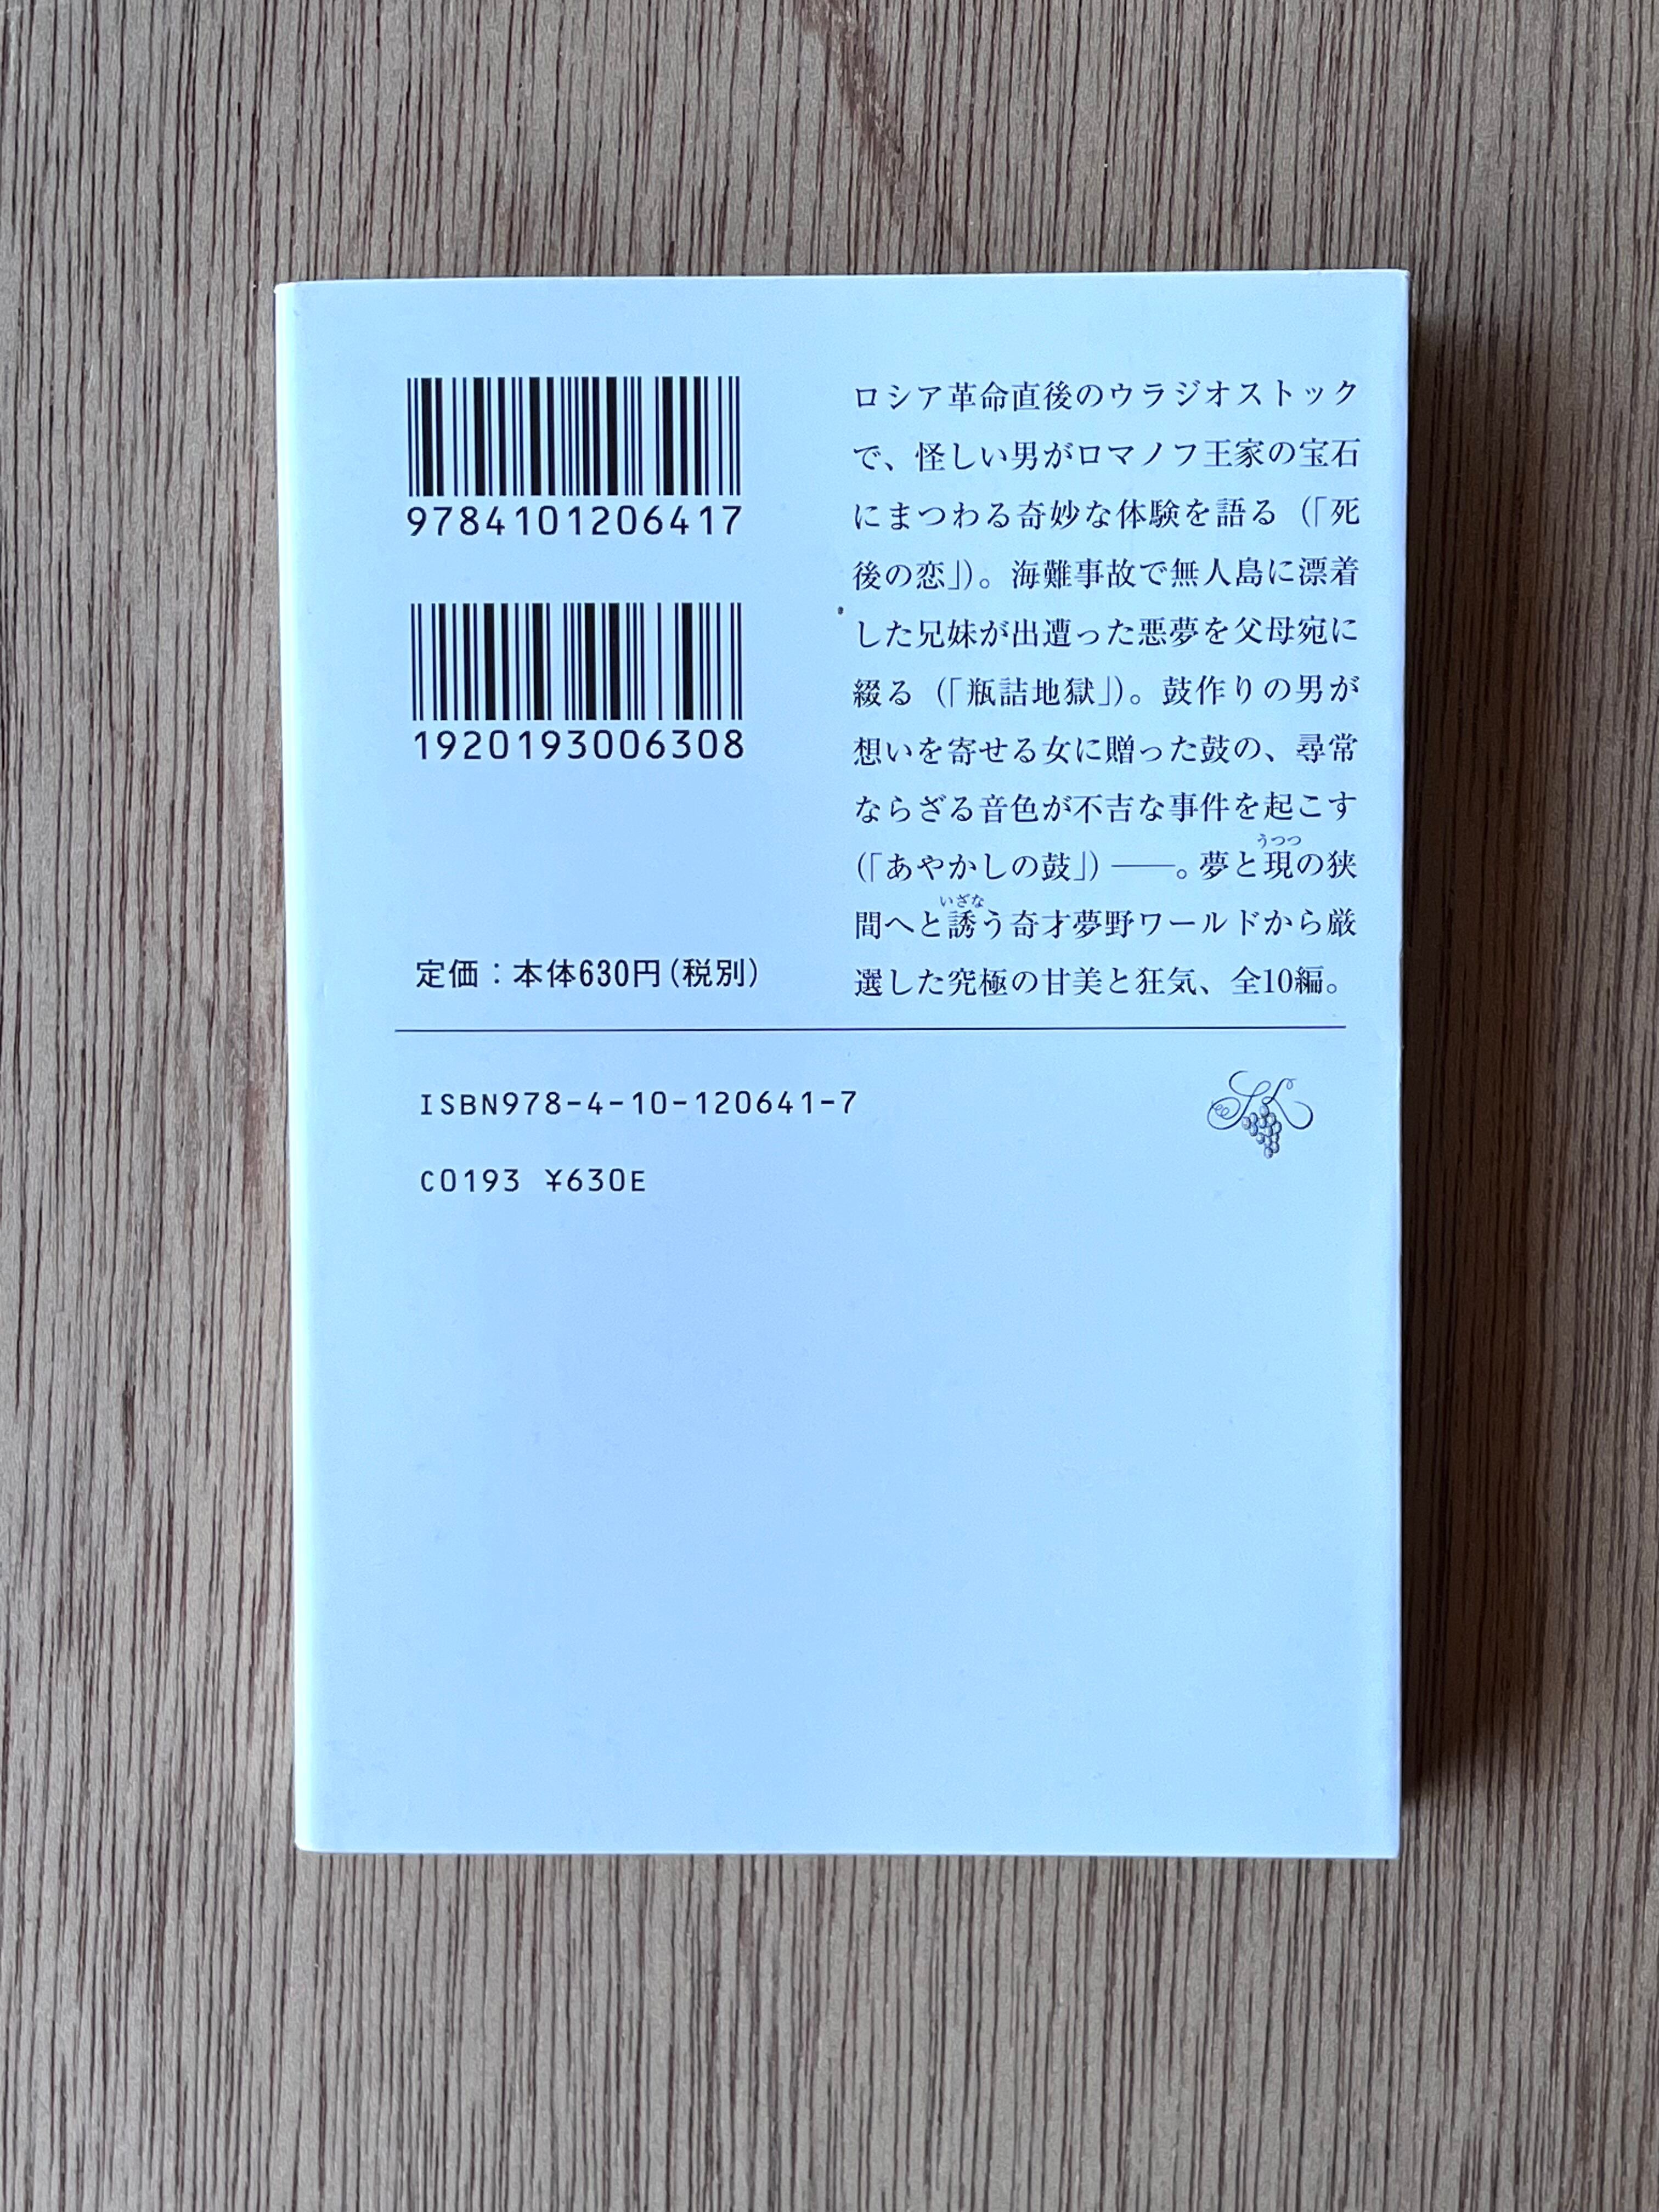 9784101206417
1920193006308
定価：本体630円（税別）
ロシア革命直後のウラジオストック
で、怪しい男がロマノフ王家の宝石
にまつわる奇妙な体験を語る（「死
後の恋」）。海難事故で無人島に漂着
した兄妹が出遭った悪夢を父母宛に
綴る（「瓶詰地獄」）。鼓作りの男が
想いを寄せる女に贈った鼓の、尋常
ならざる音色が不吉な事件を起こす
うつつ
（「あやかしの鼓」）――。夢と現の狭
いざな
間へと誘う奇才夢野ワールドから厳
選した究極の甘美と狂気、全10編。
ISBN978-4-10-120641-7
C0193 ¥630E